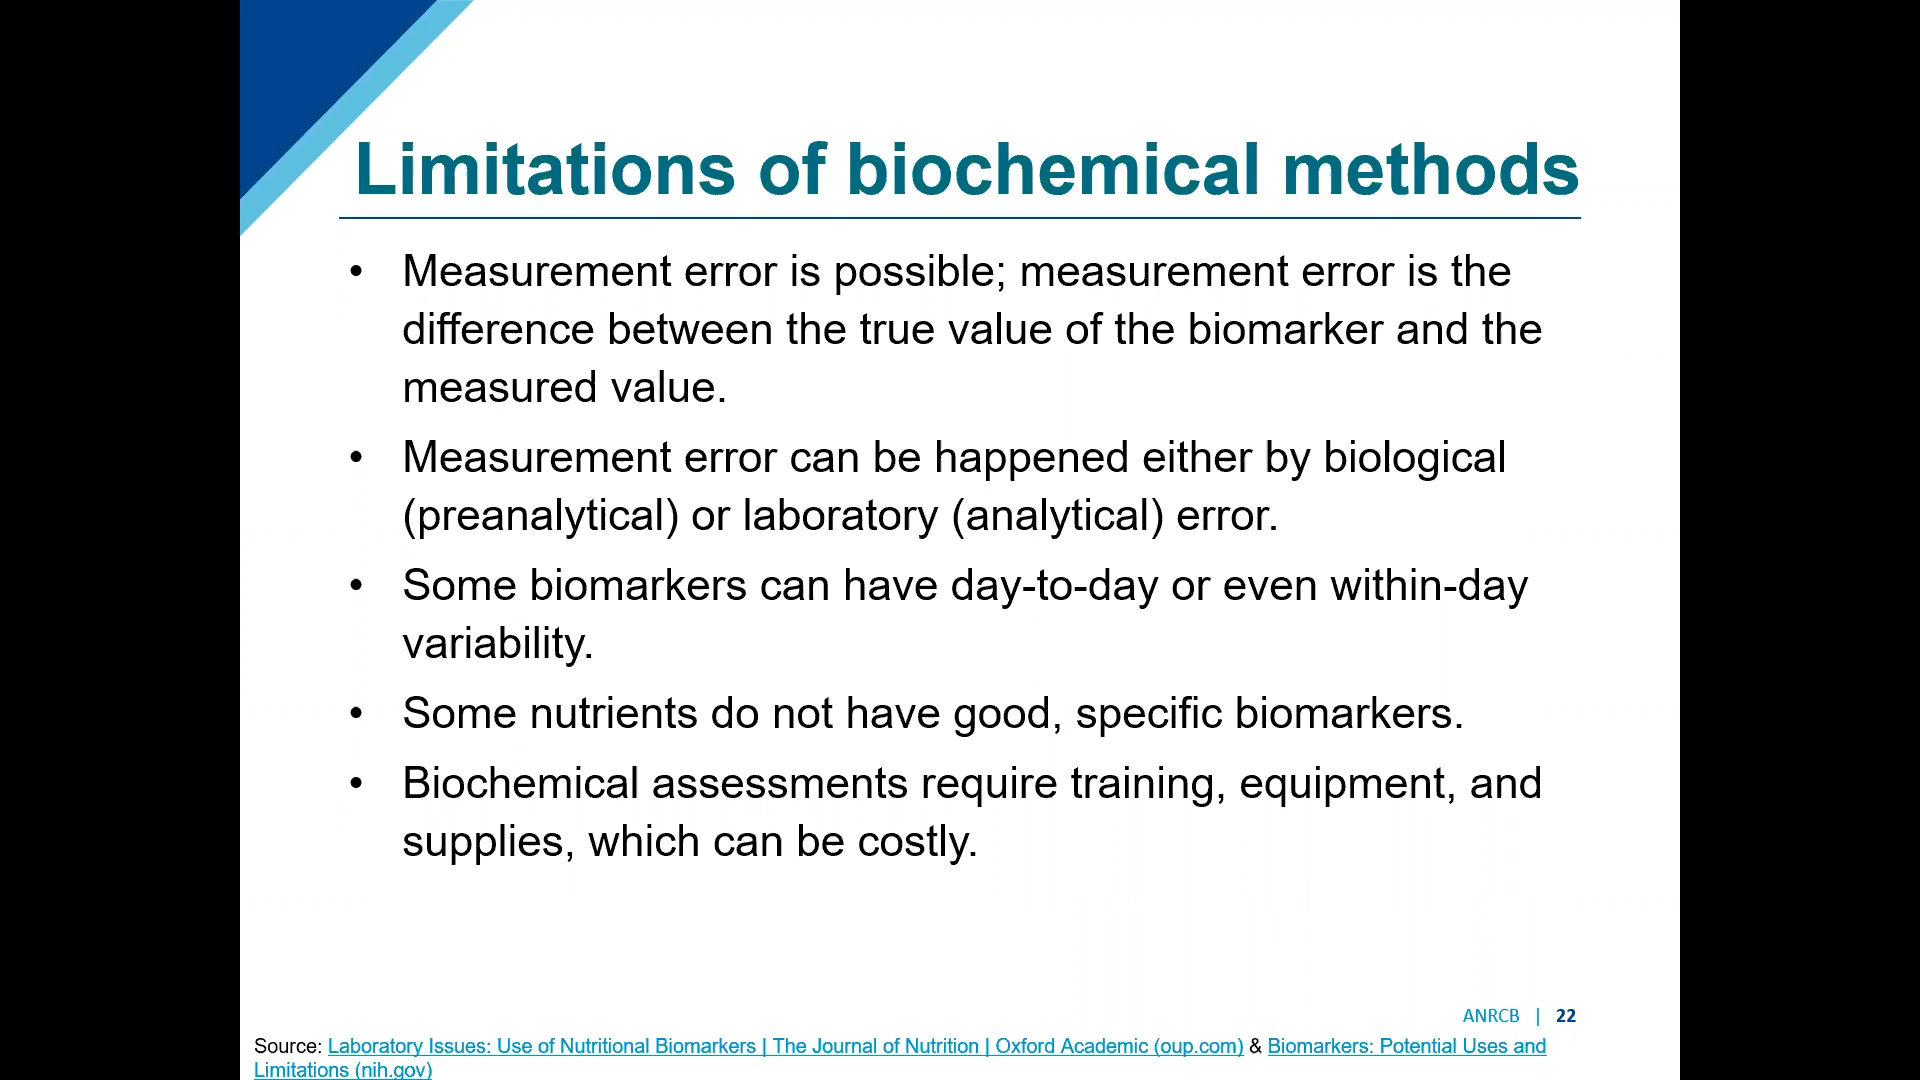 Limitations of biochemical methods
• Measurement error is possible; measurement error is the
difference between the true value of the biomarker and the
measured value.
• Measurement error can be happened either by biological
(preanalytical) or laboratory (analytical) error.
• Some biomarkers can have day-to-day or even within-day
variability.
• Some nutrients do not have good, specific biomarkers.
• Biochemical assessments require training, equipment, and
supplies, which can be costly.
ANRCB | 22
Source: Laboratory Issues: Use of Nutritional Biomarkers | The Journal of Nutrition | Oxford Academic (oup.com) & Biomarkers: Potential Uses and
Limitations (nih.gov)